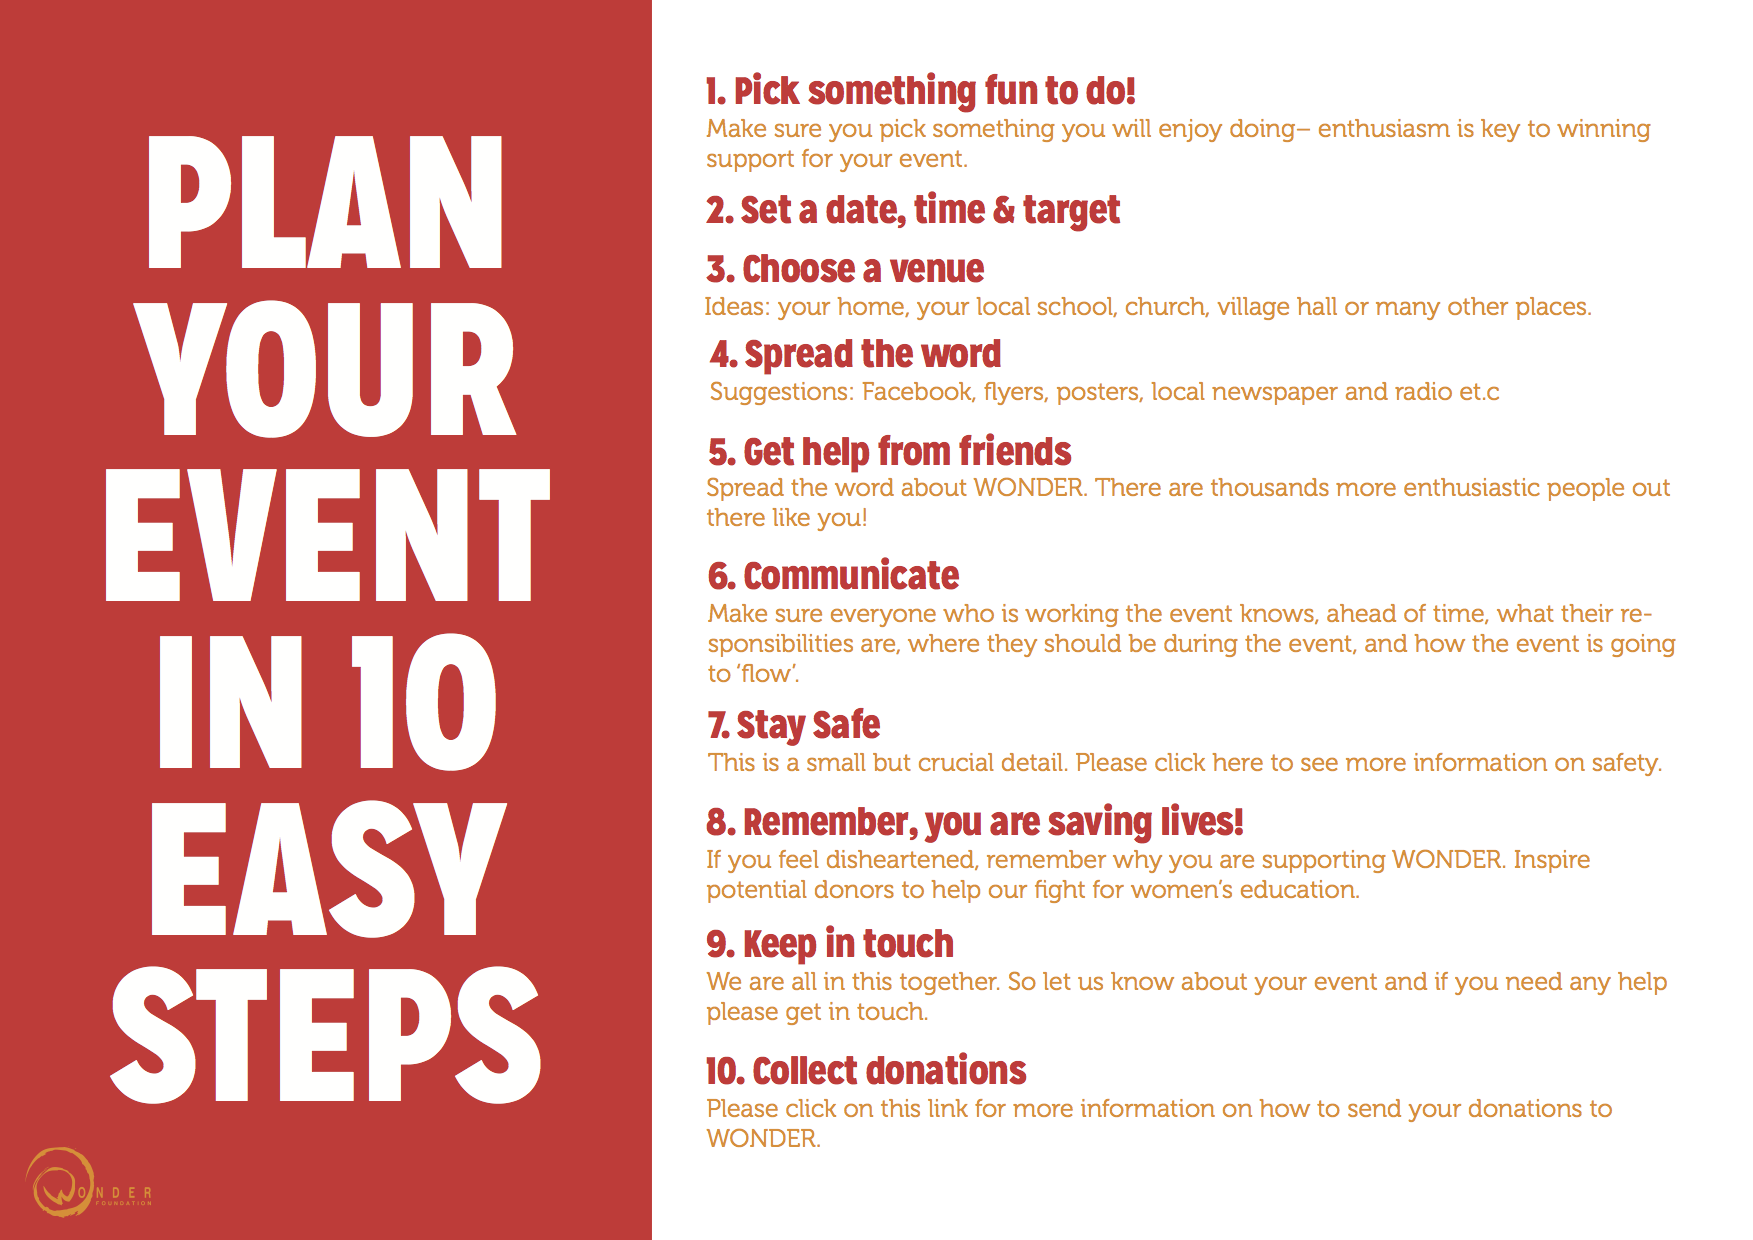 PLAN
YOUR
EVENT
IN 10
EASY
STEPS
WONDER
FOUNDATION
1. Pick something fun to do!
Make sure you pick something you will enjoy doing– enthusiasm is key to winning
support for your event.
2. Set a date, time & target
3. Choose a venue
Ideas: your home, your local school, church, village hall or many other places.
4. Spread the word
Suggestions: Facebook, flyers, posters, local newspaper and radio et.c
5. Get help from friends
Spread the word about WONDER. There are thousands more enthusiastic people out
there like you!
6. Communicate
Make sure everyone who is working the event knows, ahead of time, what their re-
sponsibilities are, where they should be during the event, and how the event is going
to ’flow’.
7. Stay Safe
This is a small but crucial detail. Please click here to see more information on safety.
8. Remember, you are saving lives!
If you feel disheartened, remember why you are supporting WONDER. Inspire
potential donors to help our fight for women’s education.
9. Keep in touch
We are all in this together. So let us know about your event and if you need any help
please get in touch.
10. Collect donations
Please click on this link for more information on how to send your donations to
WONDER.